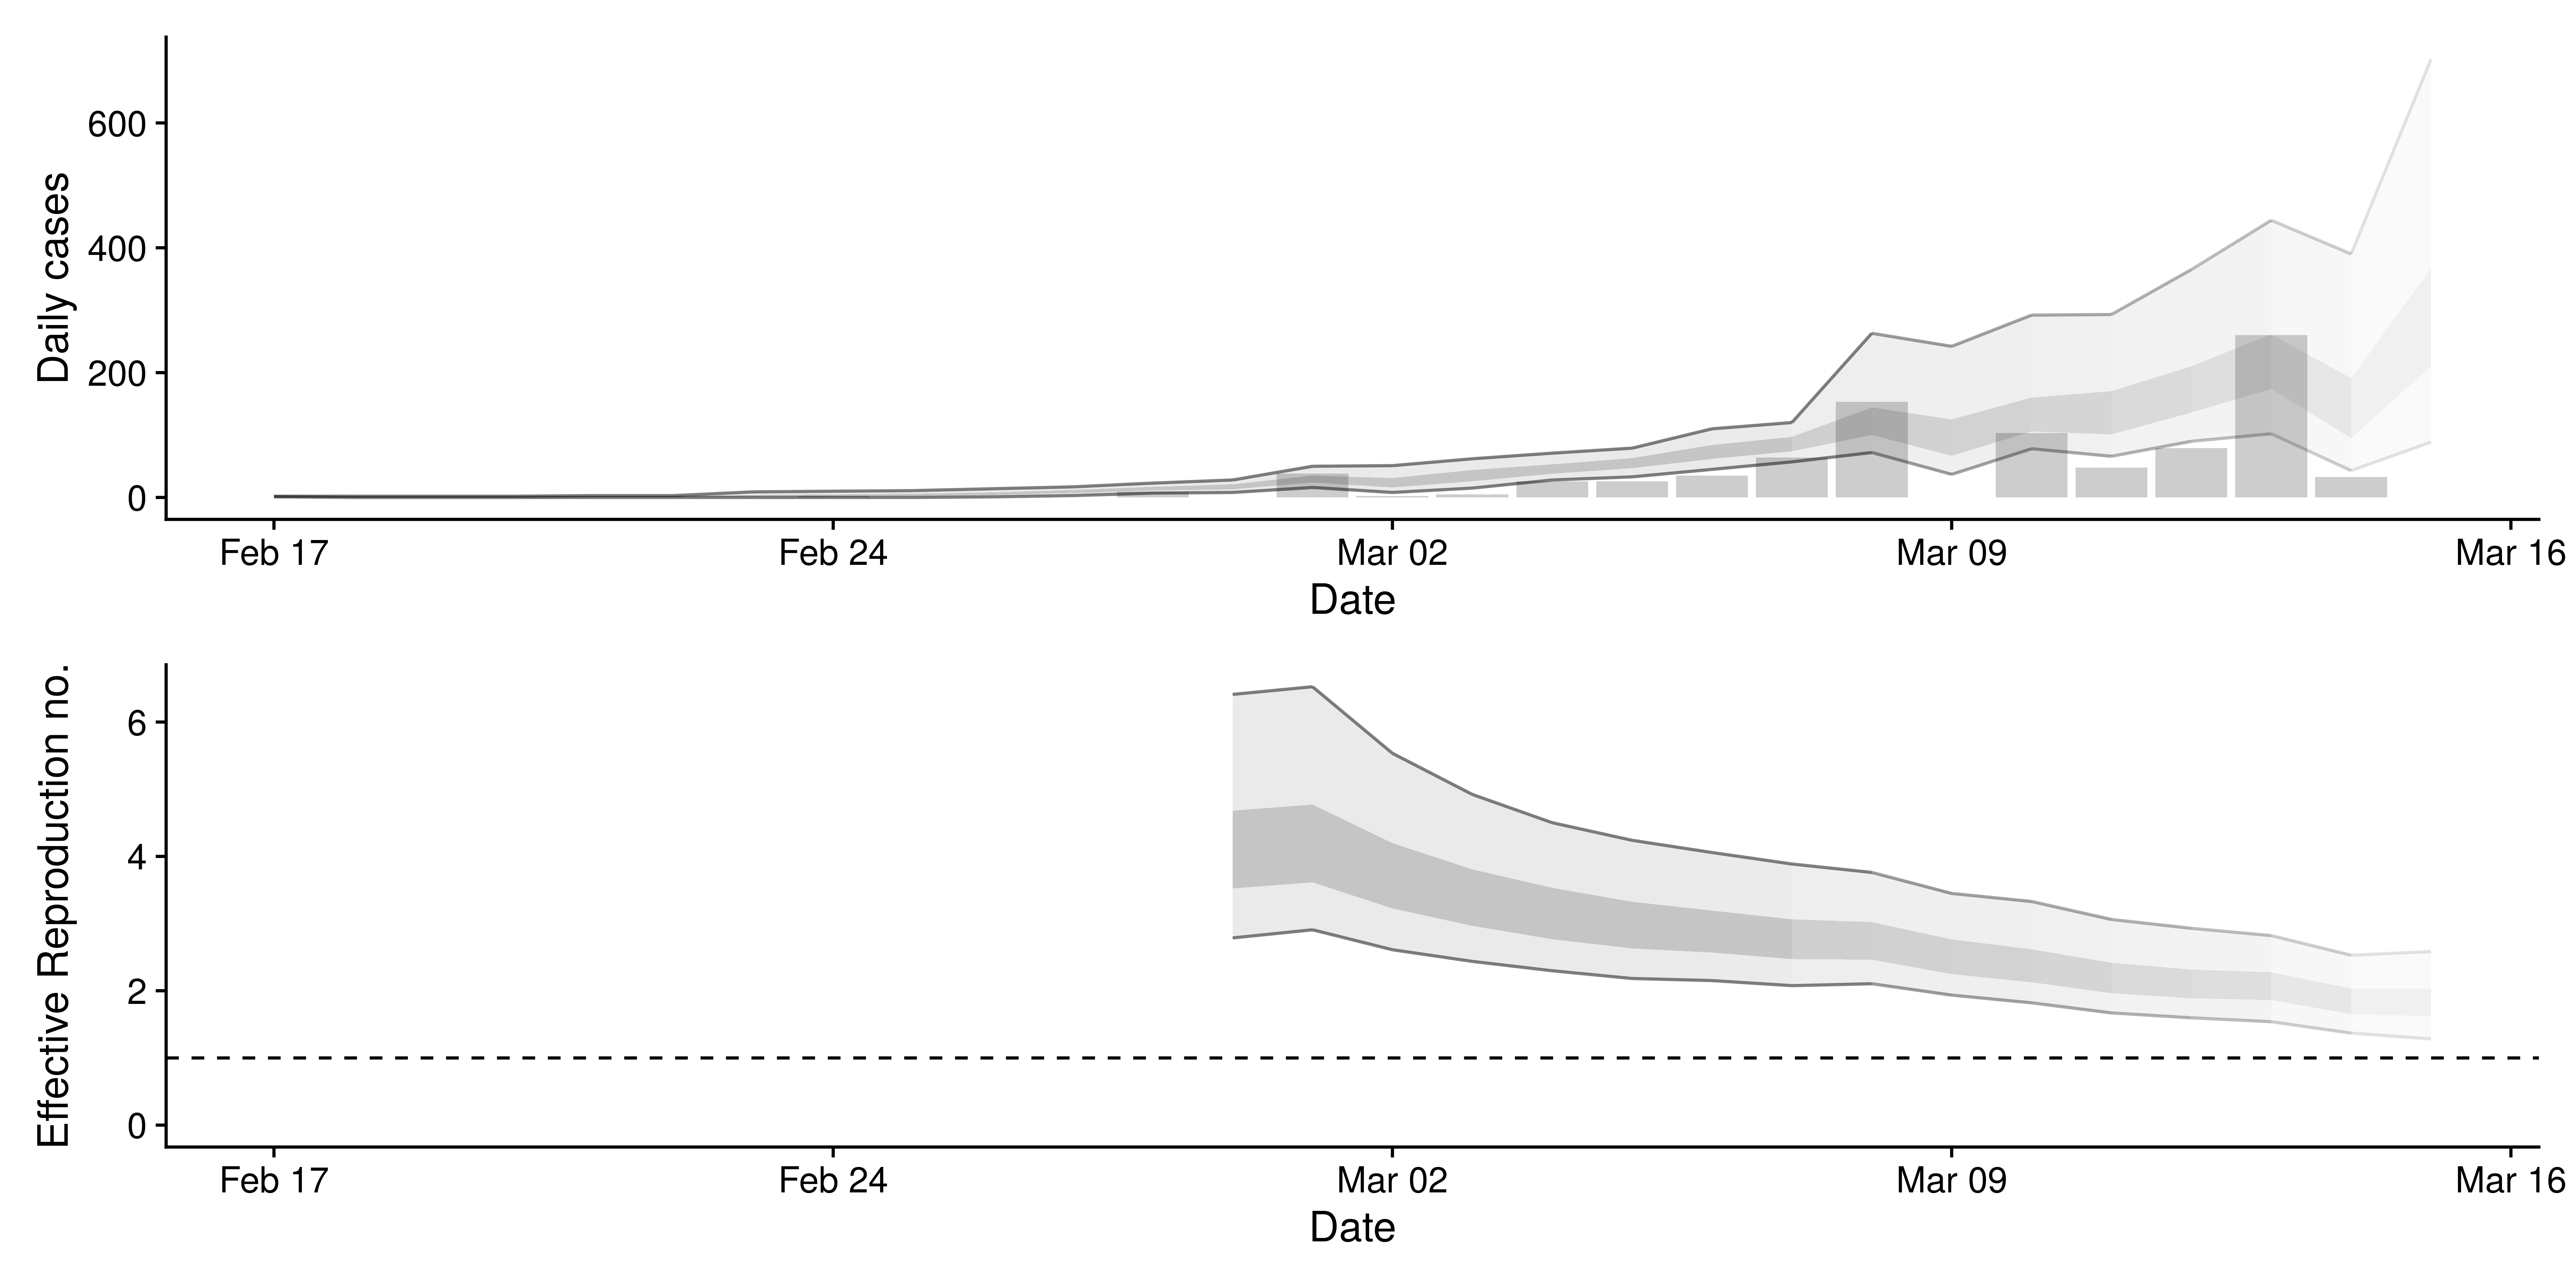 Daily cases
600
400
200
0
Feb 17 Feb 24 Mar 02 Mar 09 Mar 16
Date
Effective Reproduction no.
6
4
2
0
Feb 17 Feb 24 Mar 02 Mar 09 Mar 16
Date